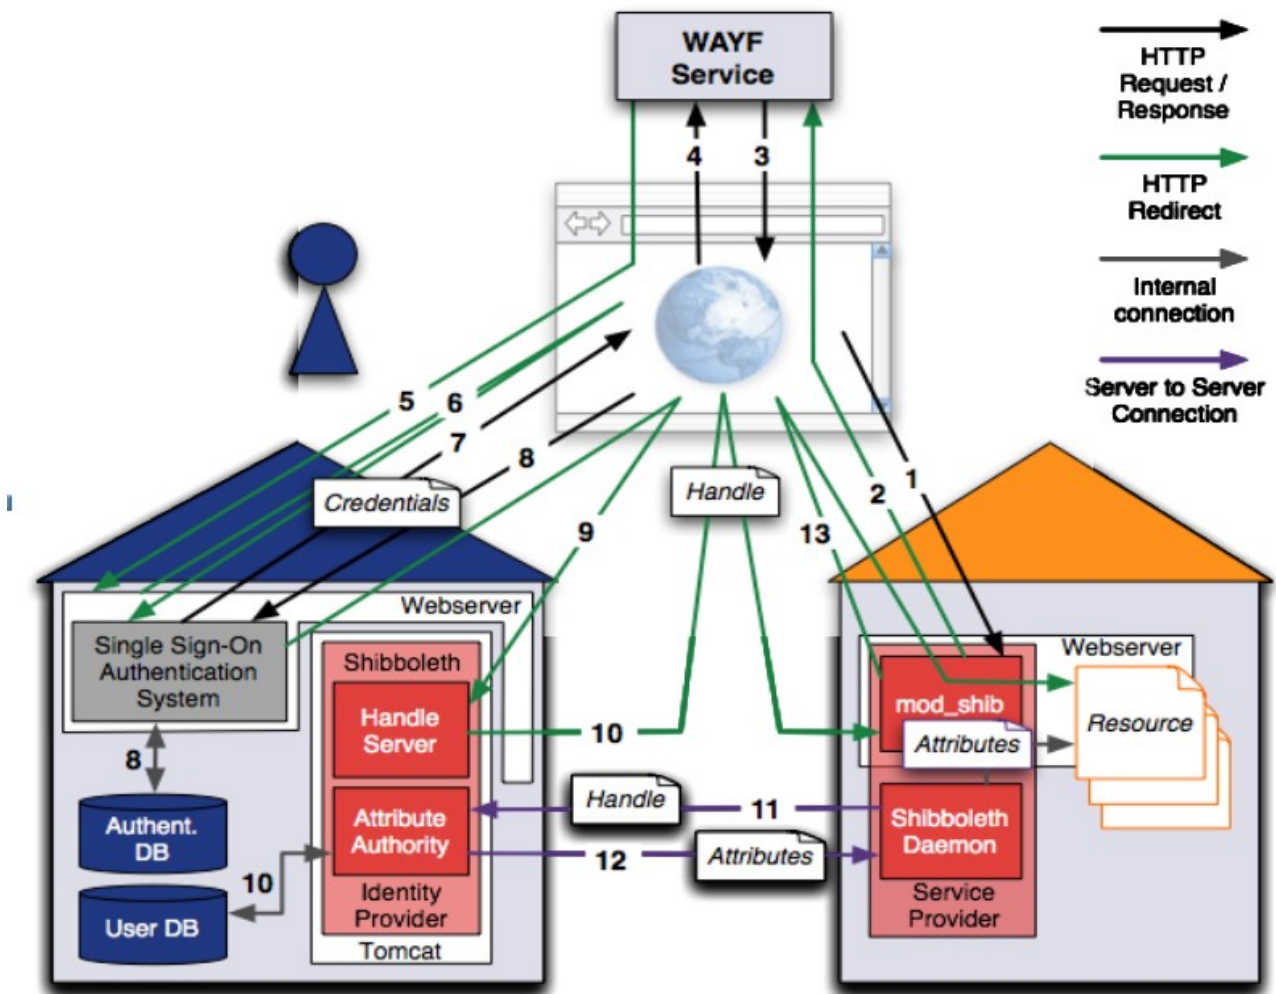 WAYF
Service
HTTP
Request /
Response
HTTP
Redirect
Internal
connection
Server to Server
Connection
4
3
5
6
7
8
Credentials
Handle
1
2
9
13
Webserver
Single Sign-On
Authentication
System
Shibboleth
Handle
Server
10
8
Authent.
DB
Attribute
Authority
10
User DB
Identity
Provider
Tomcat
Handle
11
12
Attributes
Webserver
mod_shib
Attributes
Resource
Shibboleth
Daemon
Service
Provider